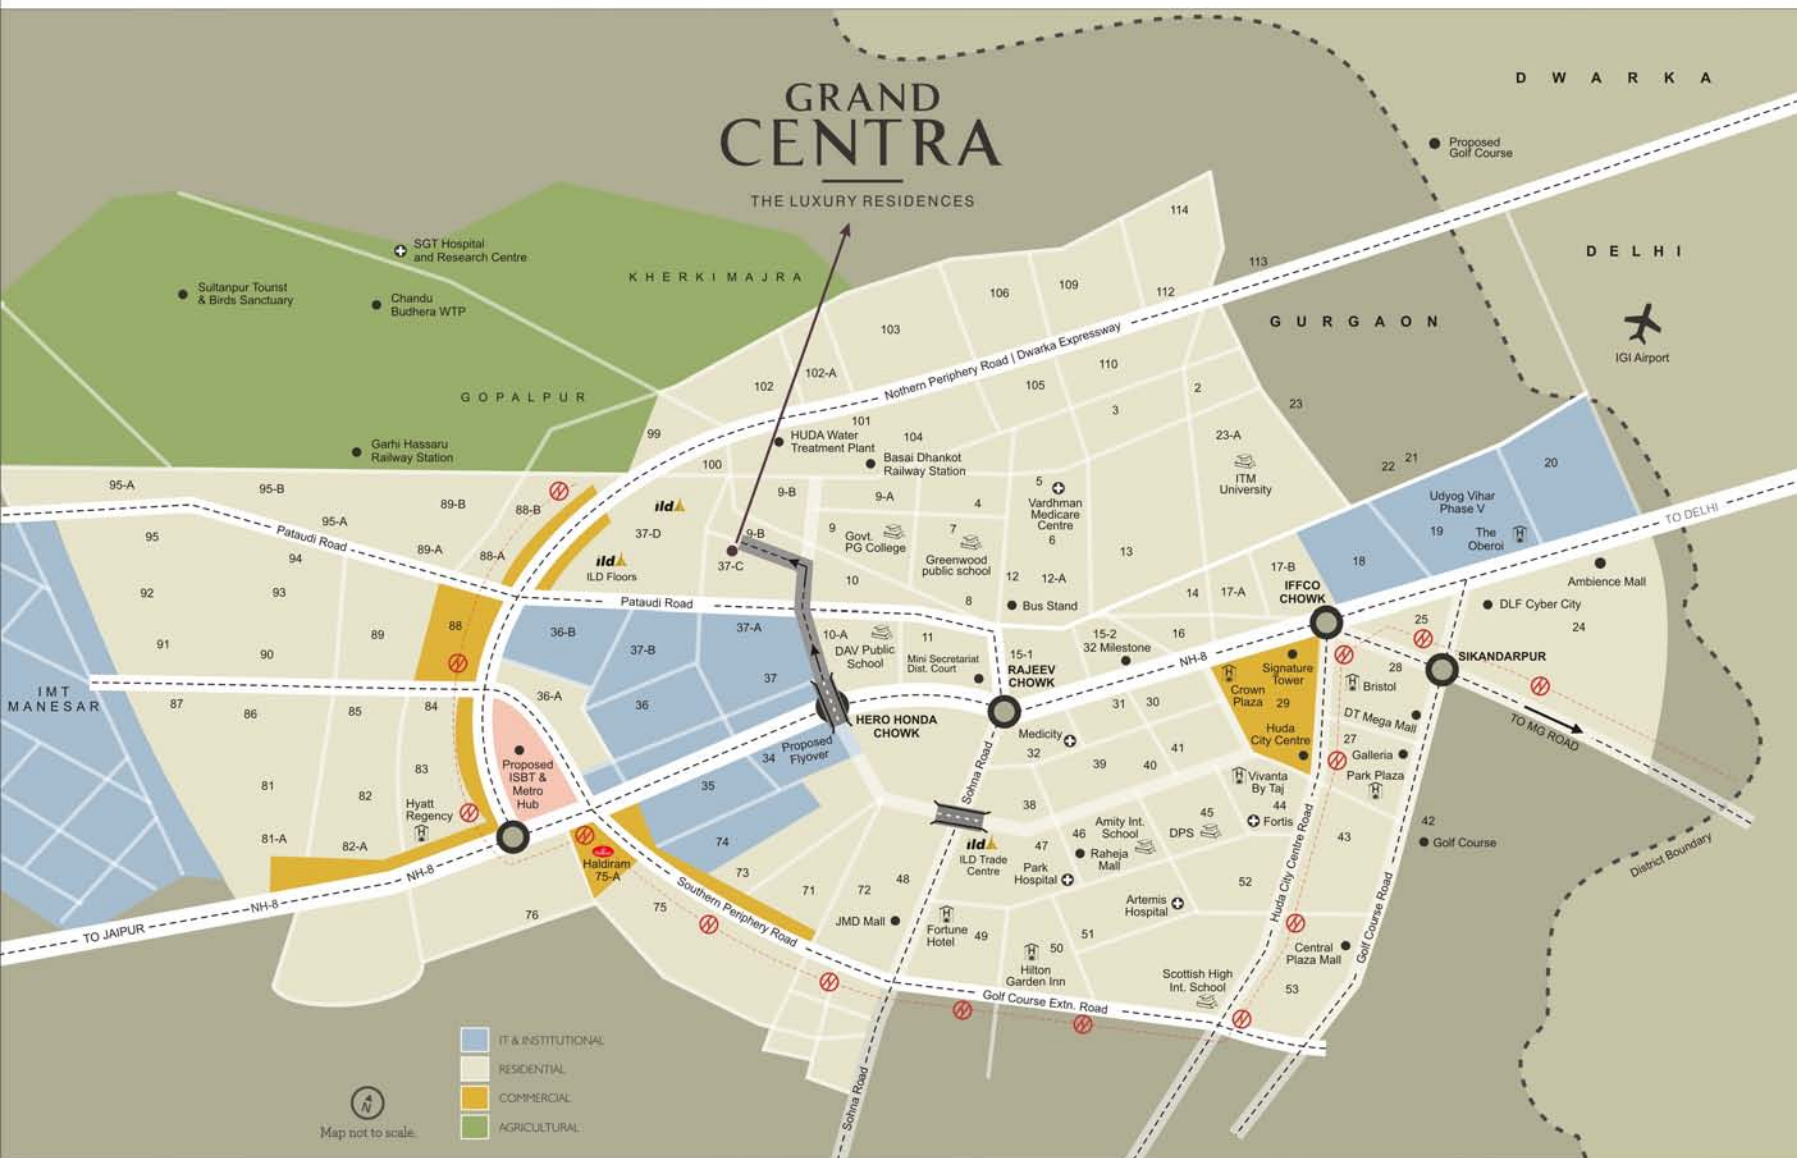 GRAND
CENTRA
THE LUXURY RESIDENCES
DWARKA
Proposed
Golf Course
DELHI
IGI Airport
GURGAON
SGT Hospital
and Research Centre
Sultanpur Tourist
& Birds Sanctuary
Chandu
Budhera WTP
KHERKI MAJRA
GOPALPUR
Garhi Hassaru
Railway Station
114
113
112
109
106
103
102-A
102
Nothern Periphery Road | Dwarka Expressway
110
105
2
3
23
101
104
99
100
HUDA Water
Treatment Plant
Basai Dhankot
Railway Station
23-A
ITM
University
22
21
20
Udyog Vihar
Phase V
19
The
Oberoi
18
TO DELHI
95-A
95-B
95-A
89-B
88-B
95
94
89-A
88-A
Pataudi Road
ild
37-D
ild
ILD Floors
9-B
9-A
4
5
Vardhman
Medicare
Centre
6
9-B
9
Govt.
PG College
7
Greenwood
public school
13
37-C
10
12
12-A
8
Bus Stand
14
17-A
17-B
IFFCO
CHOWK
Ambience Mall
DLF Cyber City
24
25
92
93
91
90
89
88
Pataudi Road
36-B
37-A
37-B
37
36
36-A
10-A
DAV Public
School
11
Mini Secretariat
Dist. Court
15-1
RAJEEV
CHOWK
15-2
32 Milestone
16
NH-8
SIKANDARPUR
28
Bristol
Signature
Tower
Crown
Plaza
29
Huda
City Centre
DT Mega Mall
27
Galleria
Park Plaza
TO MG ROAD
IMT
MANESAR
87
86
85
84
83
81
82
81-A
82-A
Hyatt
Regency
Proposed
ISBT &
Metro
Hub
HERO HONDA
CHOWK
Proposed
Flyover
34
35
74
Medicity
31
30
32
41
39
40
38
Sohna Road
Vivanta
By Taj
44
Fortis
45
DPS
43
42
Golf Course
District Boundary
Amity Int.
School
46
47
Raheja
Mall
Park
Hospital
ild
ILD Trade
Centre
52
Huda City Centre Road
Golf Course Road
NH-8
NH-8
TO JAIPUR
Haldiram
75-A
73
71
72
48
75
76
Southern Periphery Road
JMD Mall
Fortune
Hotel
49
Artemis
Hospital
51
50
Hilton
Garden Inn
Scottish High
Int. School
Central
Plaza Mall
53
Golf Course Extn. Road
Sohna Road
N
Map not to scale.
IT & INSTITUTIONAL
RESIDENTIAL
COMMERCIAL
AGRICULTURAL